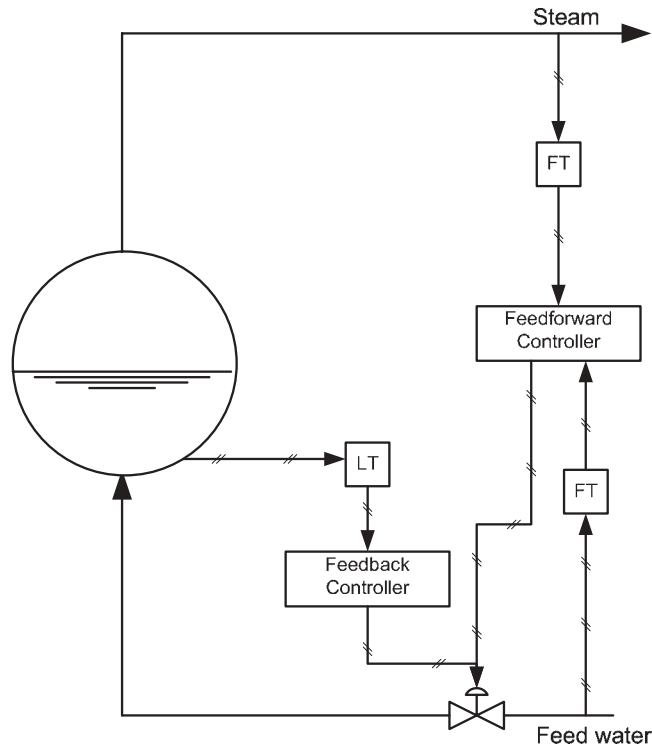 Steam
FT
Feedforward
Controller
LT
FT
Feedback
Controller
Feed water